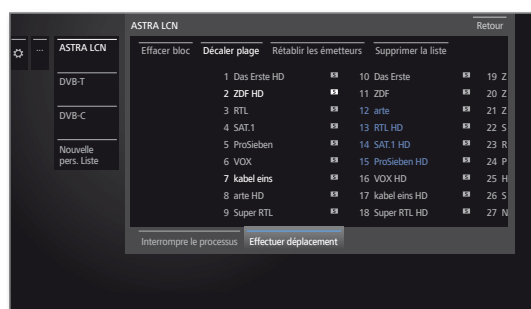 ASTRA LCN Retour
... ASTRA LCN
DVB-T
DVB-C
Nouvelle
pers. Liste
Effacer bloc Décaler plage Rétablir les émetteurs Supprimer la liste
1 Das Erste HD S 10 Das Erste S 19 Z
2 ZDF HD S 11 ZDF S 20 Z
3 RTL S 12 arte S 21 Z
4 SAT.1 S 13 RTL HD S 22 S
5 ProSieben S 14 SAT.1 HD S 23 R
6 VOX S 15 ProSieben HD S 24 P
7 kabel eins S 16 VOX HD S 25 H
8 arte HD S 17 kabel eins HD S 26 S
9 Super RTL S 18 Super RTL HD S 27 N
Interrompre le processus Effectuer déplacement